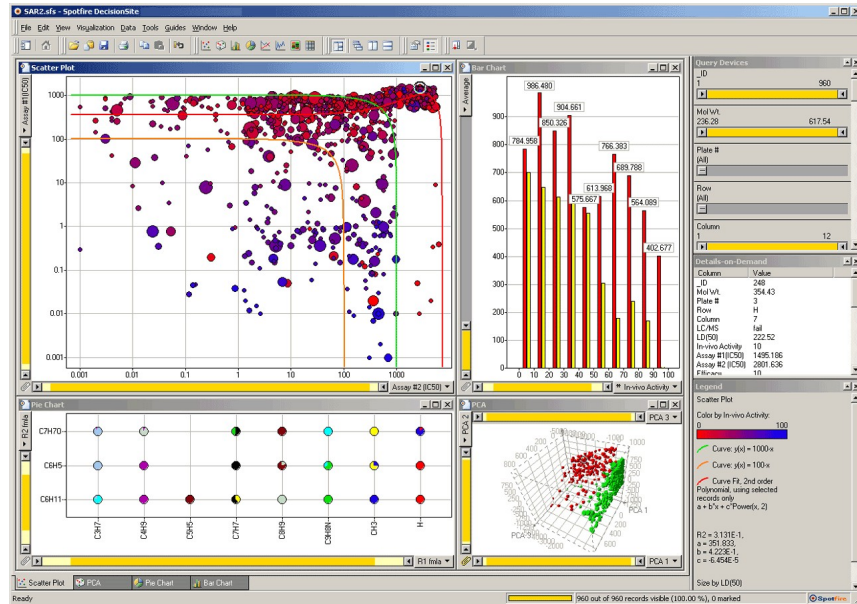 SAR2.sfs - Spotfire DecisionSite
File Edit View Visualization Data Tools Guides Window Help
Scatter Plot
Assay #1(IC50)
1000
100
10
1
0.1
0.01
0.001
0.001 0.01 0.1 1 10 100 1000
Assay #2 (IC50)
Bar Chart
Average
900
800
700
600
500
400
300
200
100
0
784.958
986.480
850.326
904.661
575.667
613.968
766.383
689.788
564.089
402.677
0 10 20 30 40 50 60 70 80 90 100
In-vivo Activity
Query Devices
_ID
1 960
Mol Wt.
236.28 617.54
Plate #
(All)
Row
(All)
Column
1 12
Details-on-Demand
Column Value
_ID 248
Mol Wt. 354.43
Plate # 3
Row H
Column 7
LC/MS fail
LD(50) 222.52
In-vivo Activity 10
Assay #1(IC50) 1495.186
Assay #2 (IC50) 2801.636
Efficacy 10
Legend
Scatter Plot
Color by In-vivo Activity:
0 100
Curve: y(x) = 1000-x
Curve: y(x) = 100-x
Curve Fit, 2nd order
Polynomial, using selected
records only
a + b*x + c*Power(x, 2)
R2 = 3.131E-1,
a = 351.833,
b = 4.223E-1,
c = -6.454E-5
Size by LD(50)
Pie Chart
R2 fmla
C7H7O-
C6H5-
C6H11-
C3H7-
C4H9-
C5H5-
C7H7-
C8H9-
C9H8N-
CH3-
H-
R1 fmla
PCA
PCA 2
PCA 3
PCA 1
PCA 1
Scatter Plot
PCA
Pie Chart
Bar Chart
Ready
960 out of 960 records visible (100.00 %), 0 marked
Spotfire